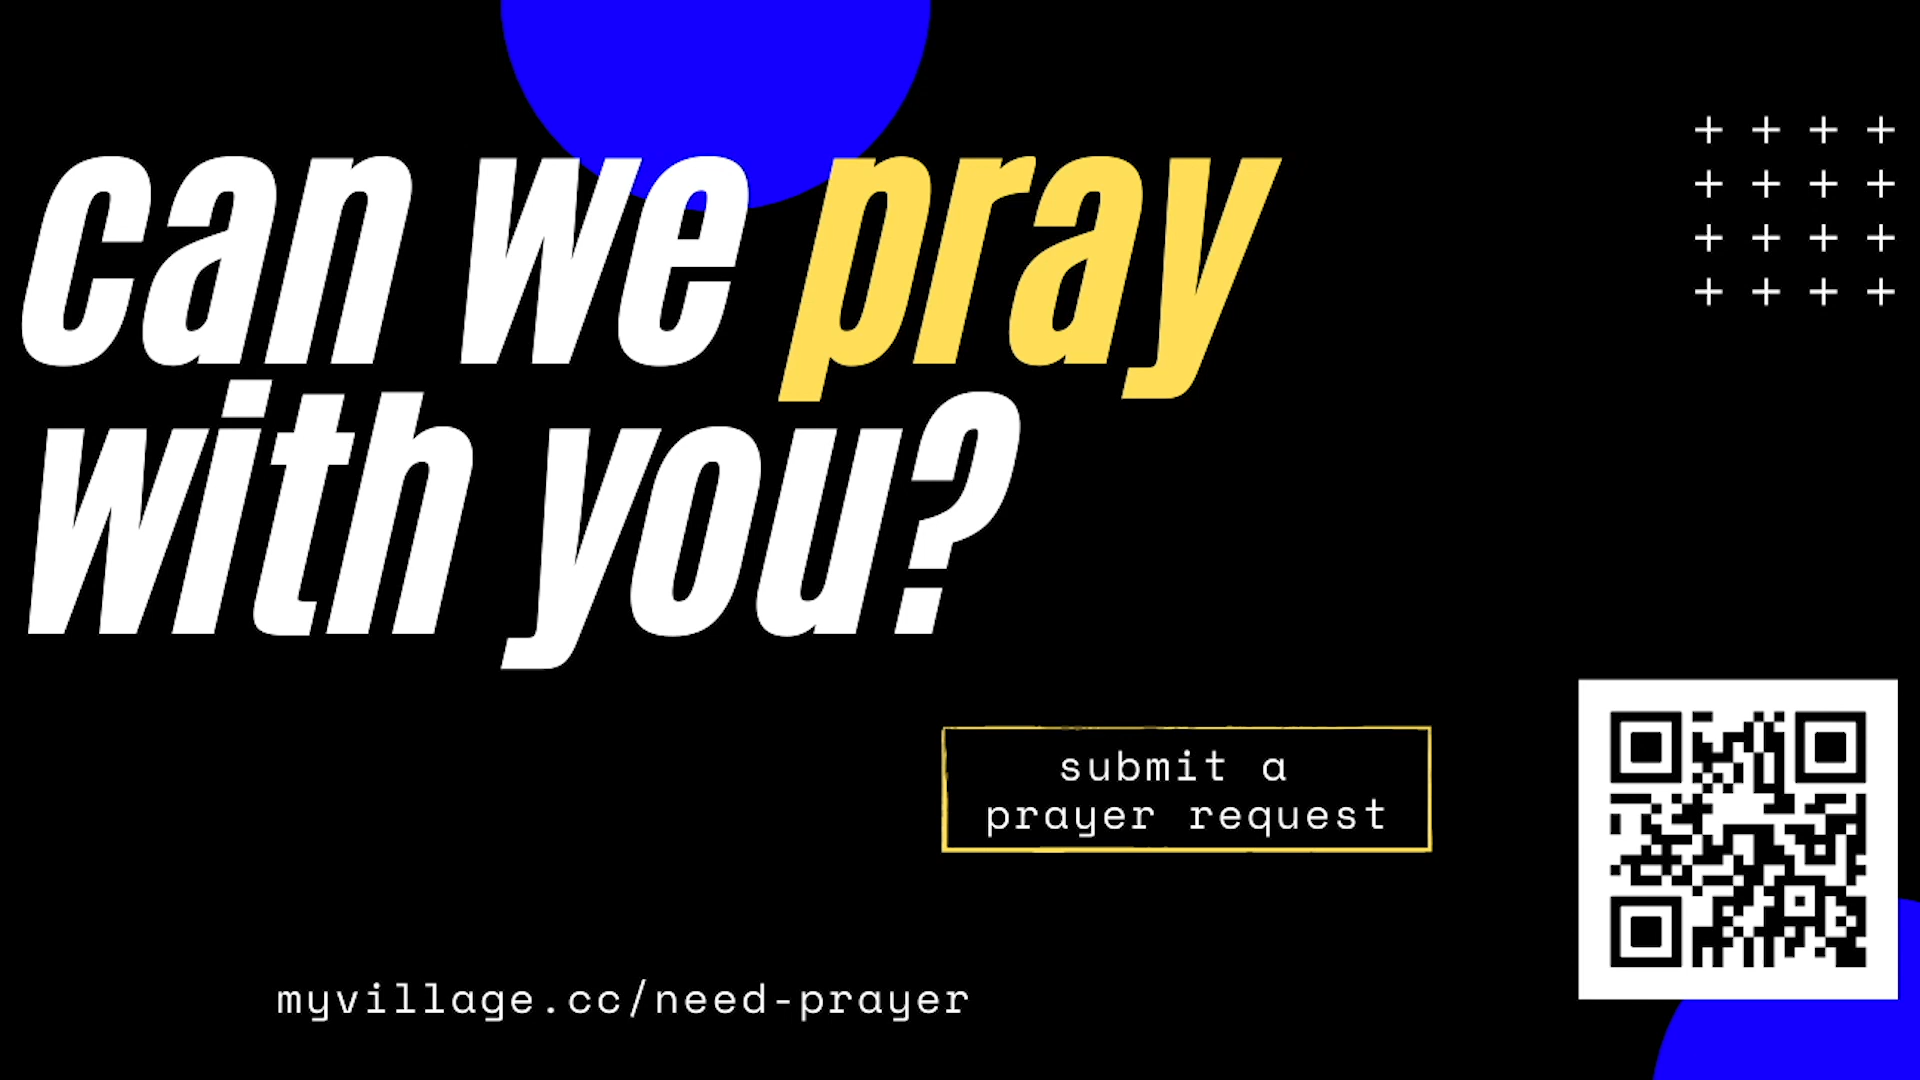 can we pray
with you?
submit a
prayer request
myvillage.cc/need-prayer